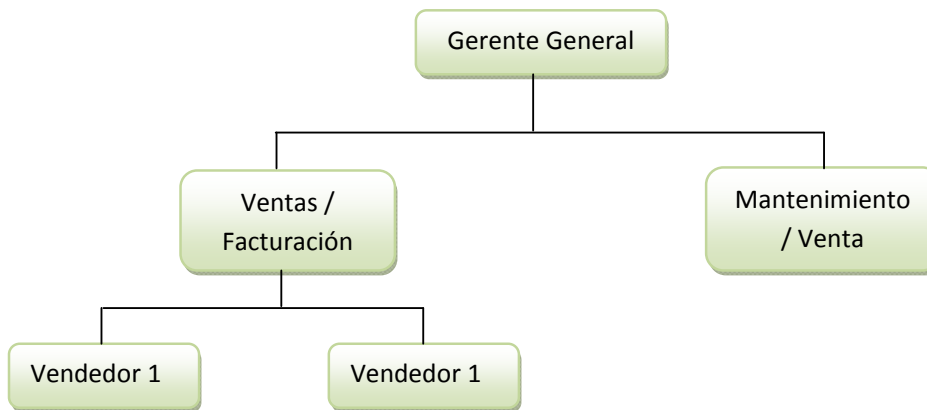 Gerente General
Ventas /
Facturación
Mantenimiento
/ Venta
Vendedor 1
Vendedor 1